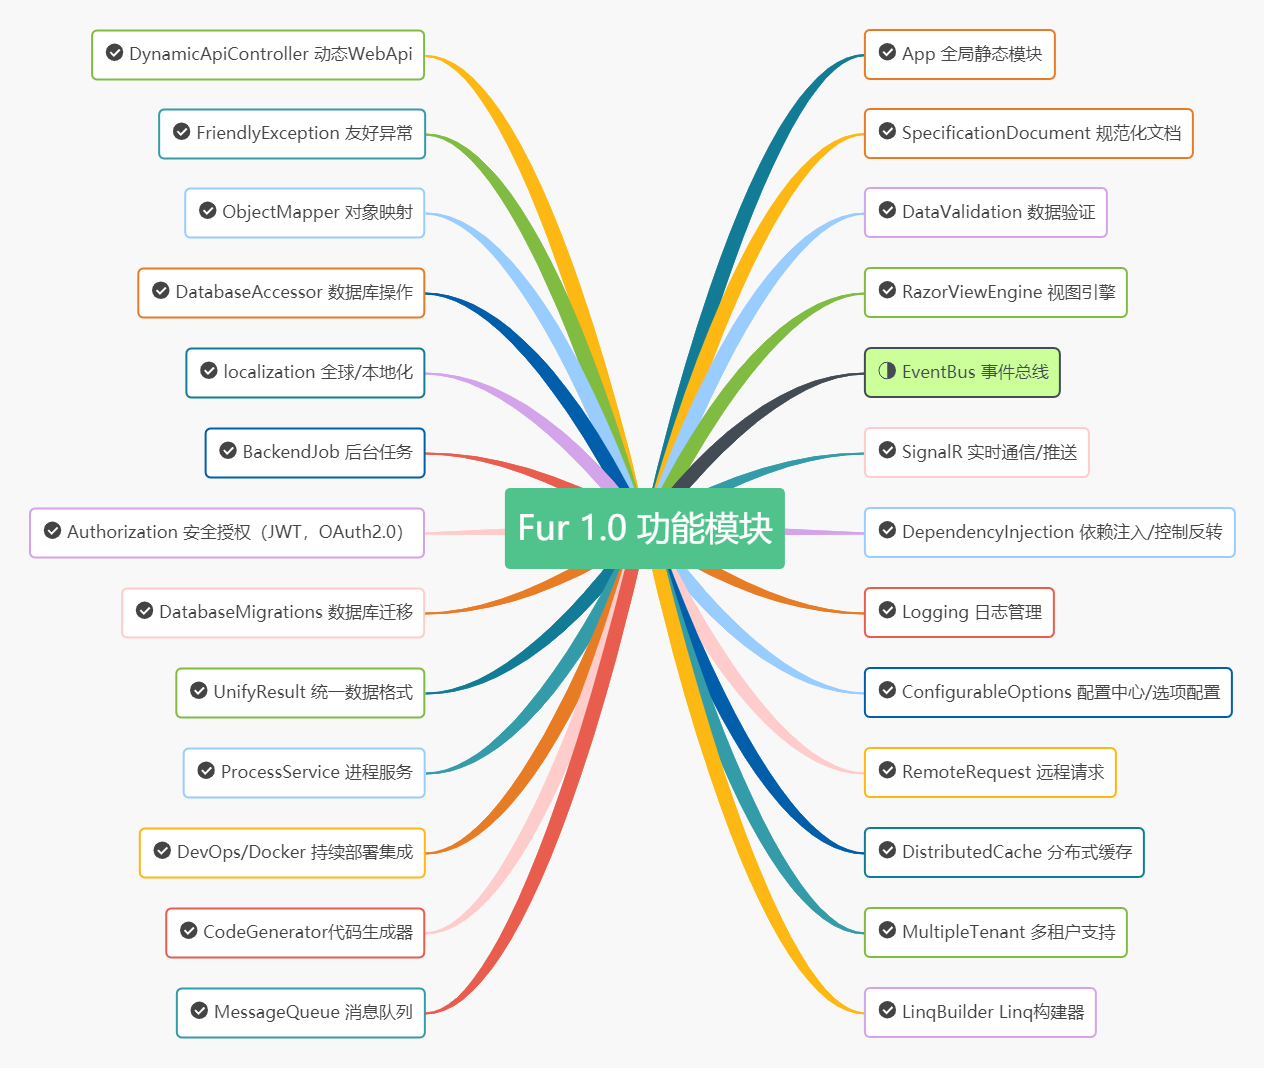 DynamicApiController 动态WebApi
FriendlyException 友好异常
ObjectMapper 对象映射
DatabaseAccessor 数据库操作
localization 全球/本地化
BackendJob 后台任务
Authorization 安全授权（JWT，OAuth2.0）
DatabaseMigrations 数据库迁移
UnifyResult 统一数据格式
ProcessService 进程服务
DevOps/Docker 持续部署集成
CodeGenerator代码生成器
MessageQueue 消息队列
Fur 1.0 功能模块
App 全局静态模块
SpecificationDocument 规范化文档
DataValidation 数据验证
RazorViewEngine 视图引擎
EventBus 事件总线
SignalR 实时通信/推送
DependencyInjection 依赖注入/控制反转
Logging 日志管理
ConfigurableOptions 配置中心/选项配置
RemoteRequest 远程请求
DistributedCache 分布式缓存
MultipleTenant 多租户支持
LinqBuilder Linq构建器